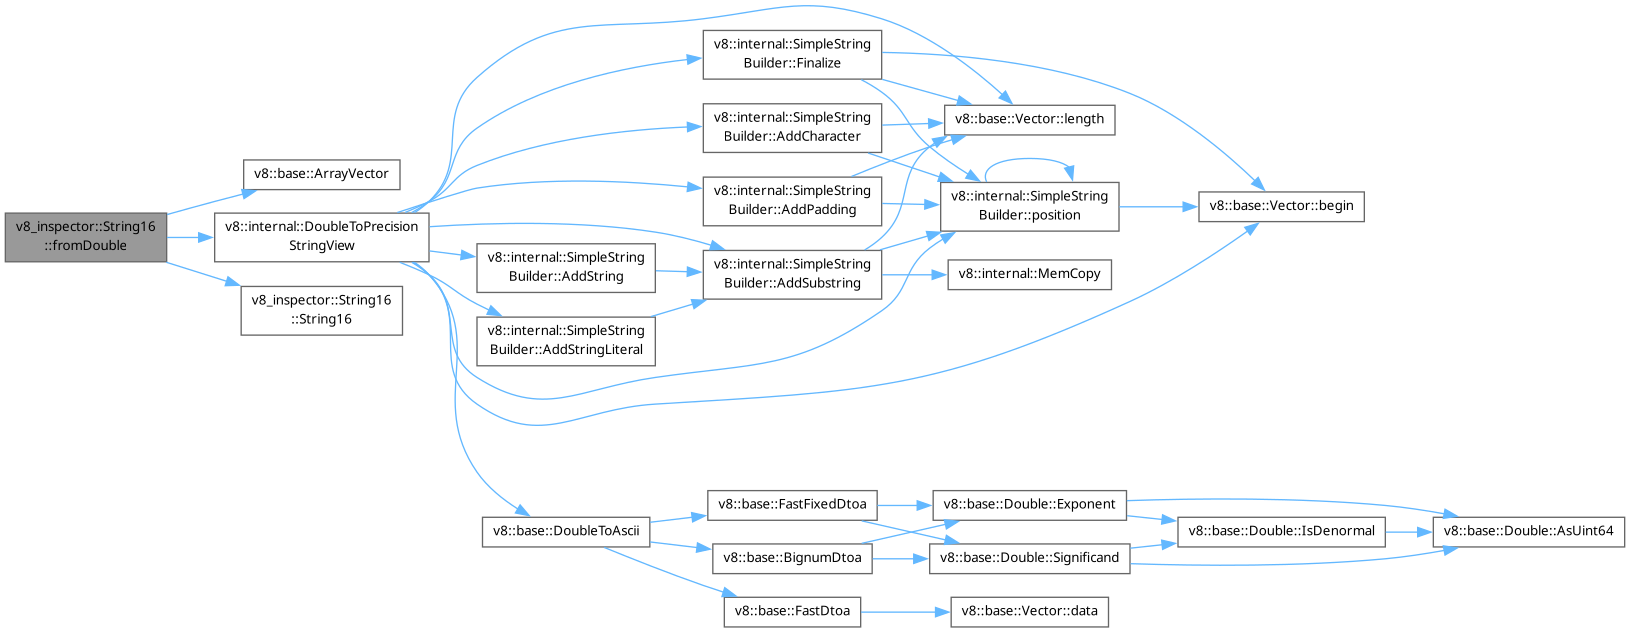 v8_inspector::String16
::fromDouble
v8::base::ArrayVector
v8::internal::DoubleToPrecision
StringView
v8_inspector::String16
::String16
v8::internal::SimpleString
Builder::AddString
v8::internal::SimpleString
Builder::AddStringLiteral
v8::base::DoubleToAscii
v8::internal::SimpleString
Builder::Finalize
v8::internal::SimpleString
Builder::AddCharacter
v8::internal::SimpleString
Builder::AddPadding
v8::internal::SimpleString
Builder::AddSubstring
v8::base::FastFixedDtoa
v8::base::BignumDtoa
v8::base::FastDtoa
v8::base::Vector::length
v8::internal::SimpleString
Builder::position
v8::internal::MemCopy
v8::base::Double::Exponent
v8::base::Double::Significand
v8::base::Vector::data
v8::base::Vector::begin
v8::base::Double::IsDenormal
v8::base::Double::AsUint64